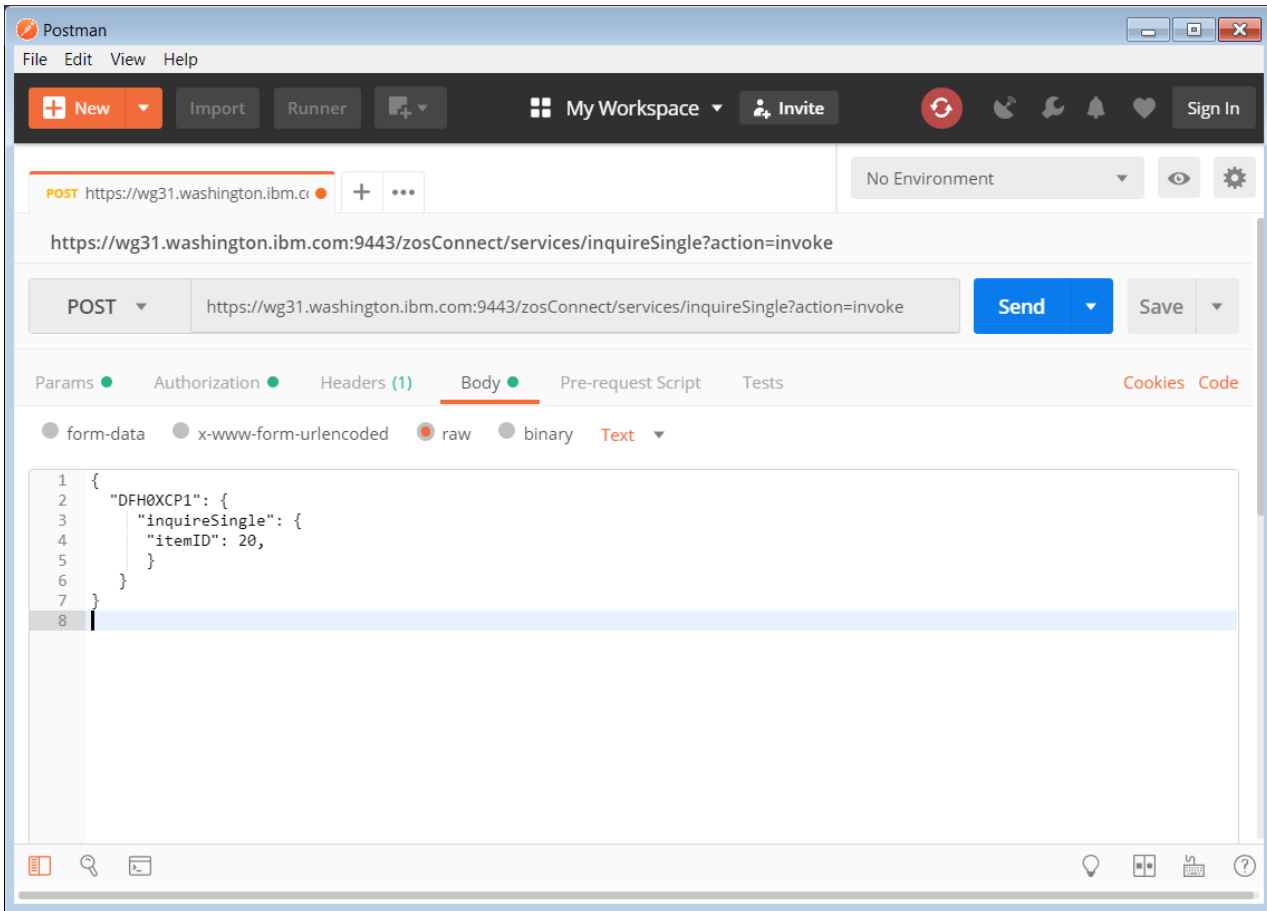 Postman
File Edit View Help
New Import Runner My Workspace Invite Sign In
POST https://wg31.washington.ibm.co No Environment
https://wg31.washington.ibm.com:9443/zosConnect/services/inquireSingle?action=invoke
POST https://wg31.washington.ibm.com:9443/zosConnect/services/inquireSingle?action=invoke Send Save
Params Authorization Headers (1) Body Pre-request Script Tests Cookies Code
form-data x-www-form-urlencoded raw binary Text
1 {
2 "DFH0XCP1": {
3 "inquireSingle": {
4 "itemID": 20,
5 }
6 }
7 }
8